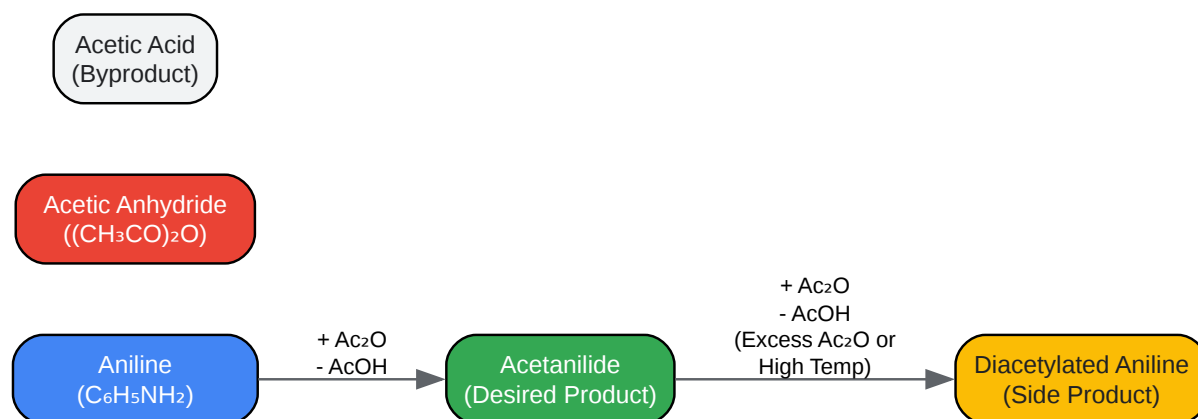 Acetic Acid
(Byproduct)
Acetic Anhydride
((CH₃CO)₂O)
Aniline
(C₆H₅NH₂)
+ Ac₂O
- AcOH
Acetanilide
(Desired Product)
+ Ac₂O
- AcOH
(Excess Ac₂O or
High Temp)
Diacetylated Aniline
(Side Product)